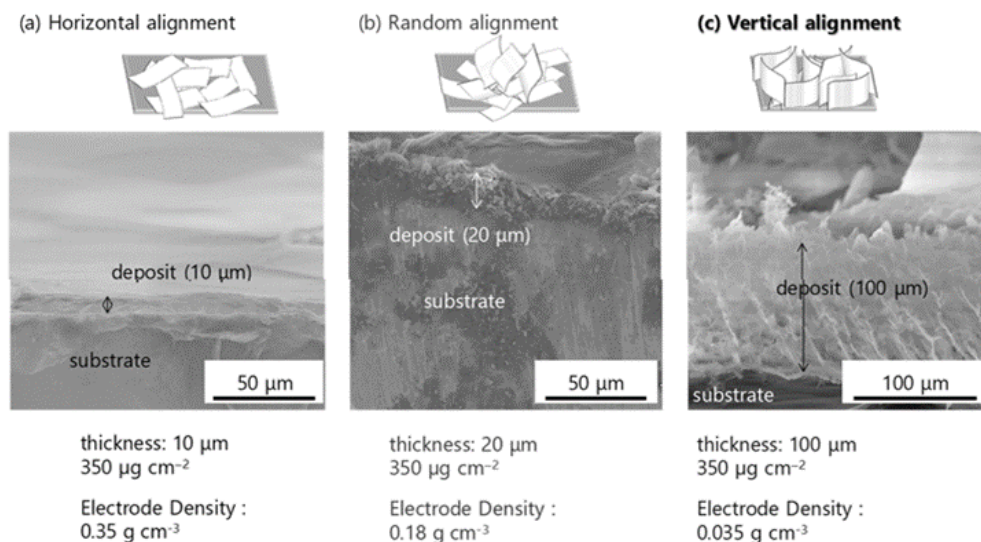 (a) Horizontal alignment
(b) Random alignment
(c) Vertical alignment
deposit (10 μm)
substrate
50 μm
deposit (20 μm)
substrate
50 μm
deposit (100 μm)
100 μm
substrate
thickness: 10 μm
350 μg cm⁻²
Electrode Density :
0.35 g cm⁻³
thickness: 20 μm
350 μg cm⁻²
Electrode Density :
0.18 g cm⁻³
thickness: 100 μm
350 μg cm⁻²
Electrode Density :
0.035 g cm⁻³